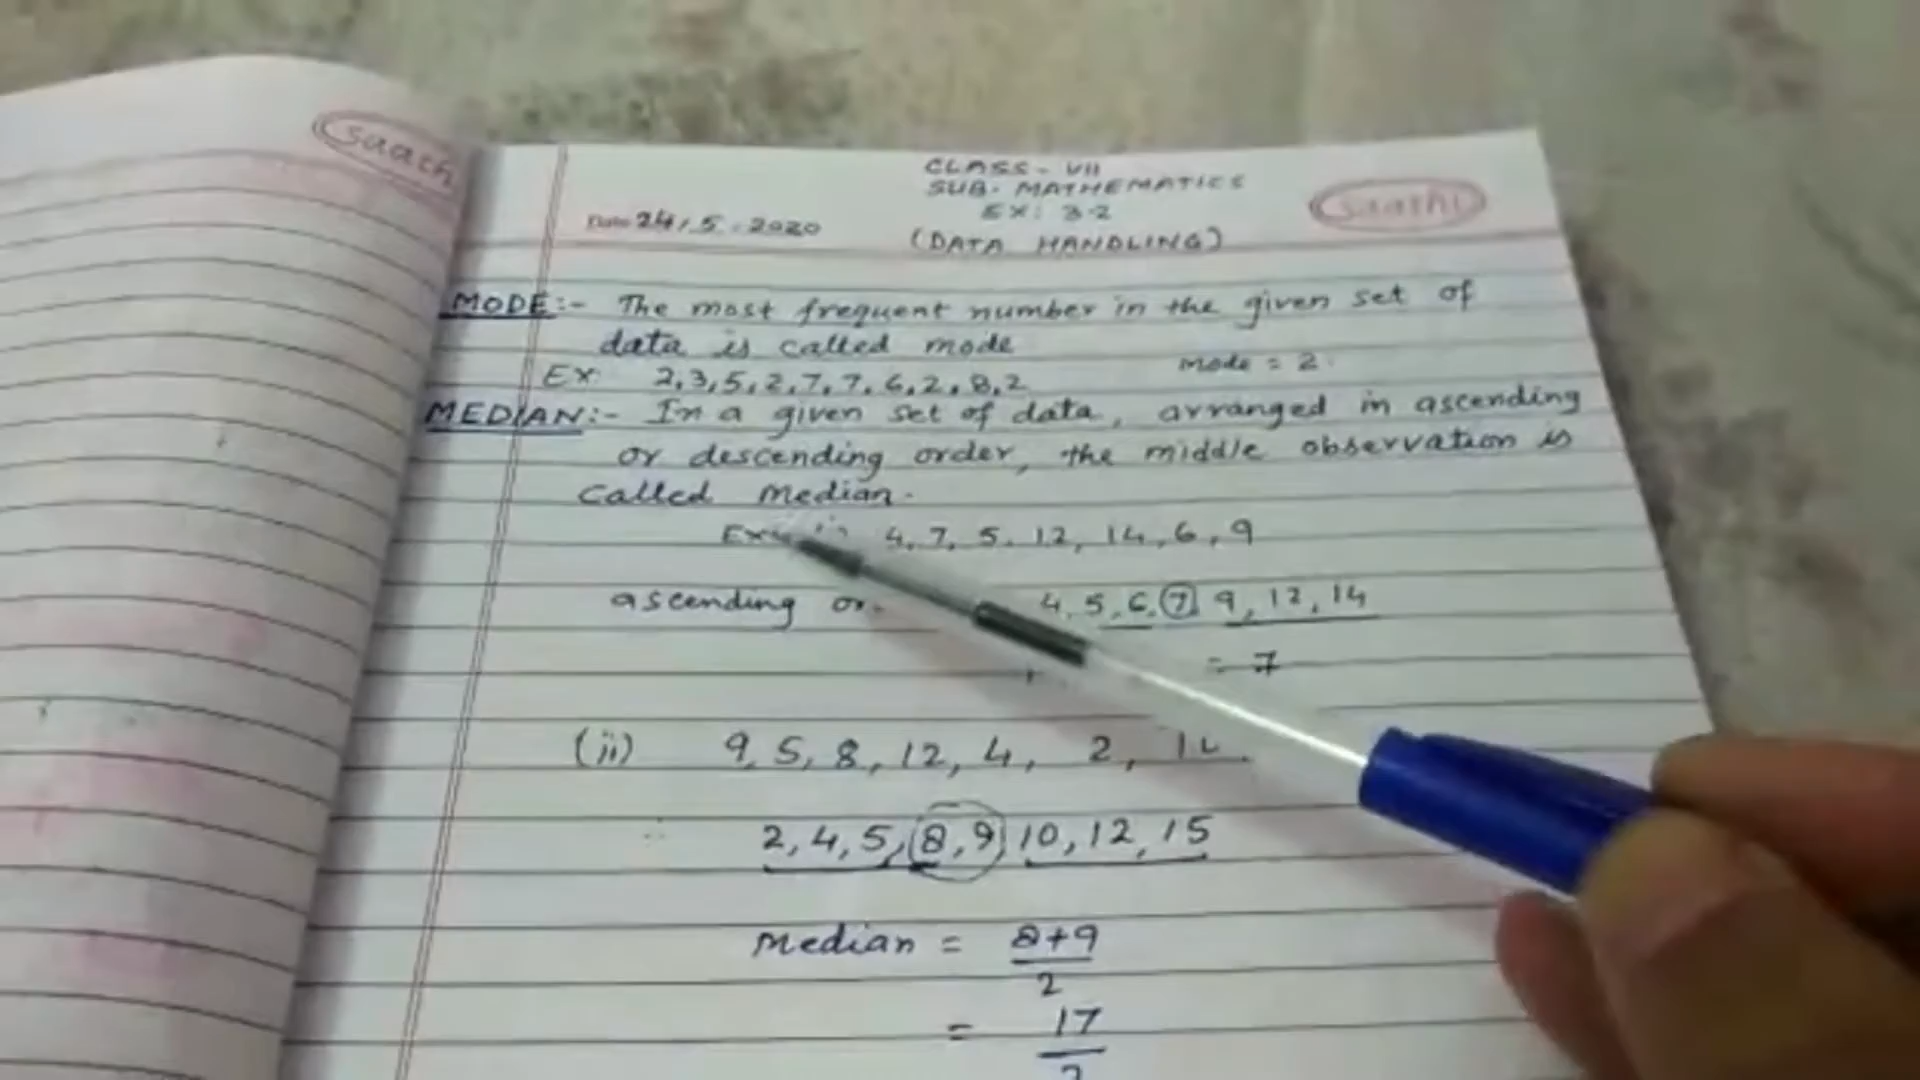 saathi
CLASS - VII
SUB- MATHEMATICS
EX: 3.2
saathi
Date 24.5.2020
(DATA HANDLING)
MODE:- The most frequent number in the given set of
data is called mode
mode = 2.
EX: 2,3,5,2,7,7,6,2,8,2
MEDIAN:- In a given set of data, arranged in ascending
or descending order, the middle observation is
called median.
4, 7, 5, 12, 14, 6, 9
ascending
4, 5, 6, 7, 9, 12, 14
= 7
(ii) 9, 5, 8, 12, 4, 2,
2, 4, 5, 8, 9, 10, 12, 15
median = 8+9
2
= 17